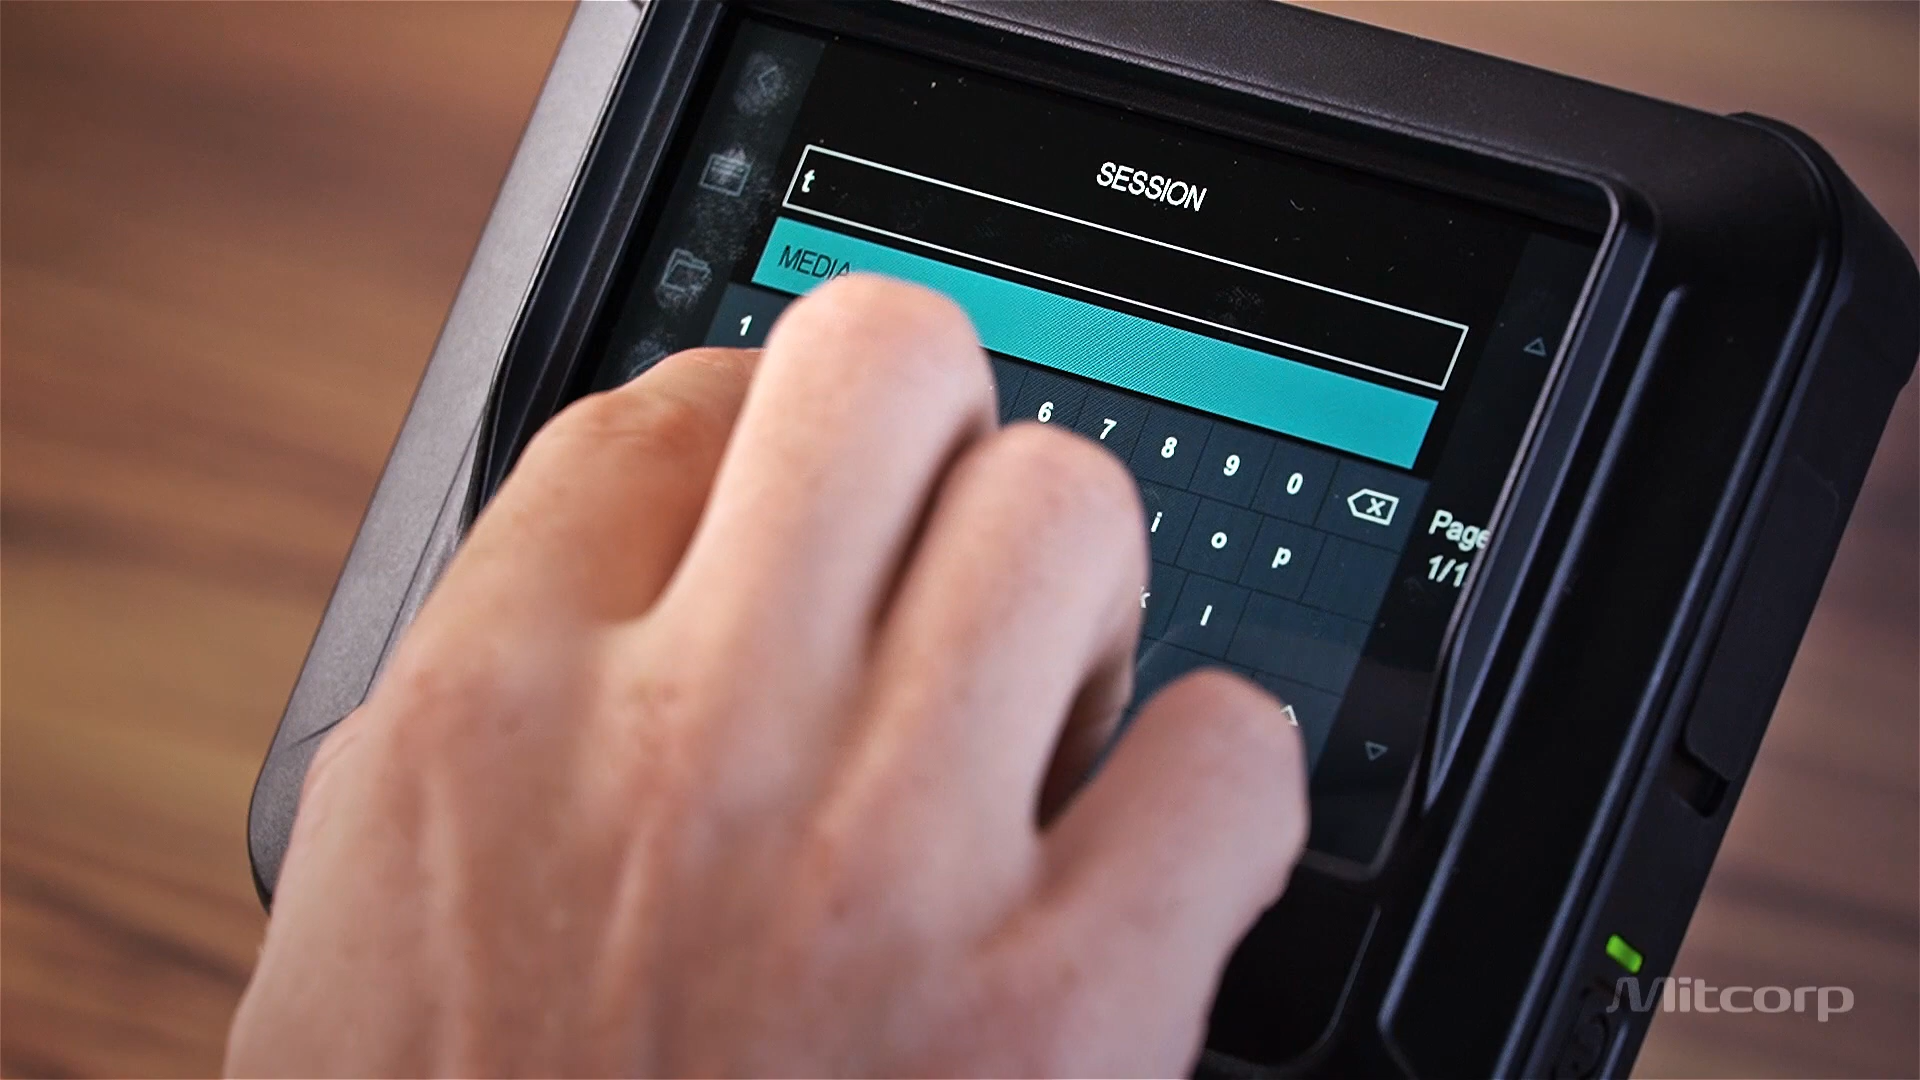 SESSION
t
MEDIA
1 6 7 8 9 0
i o p
k l
Page
1/1
Mitcorp